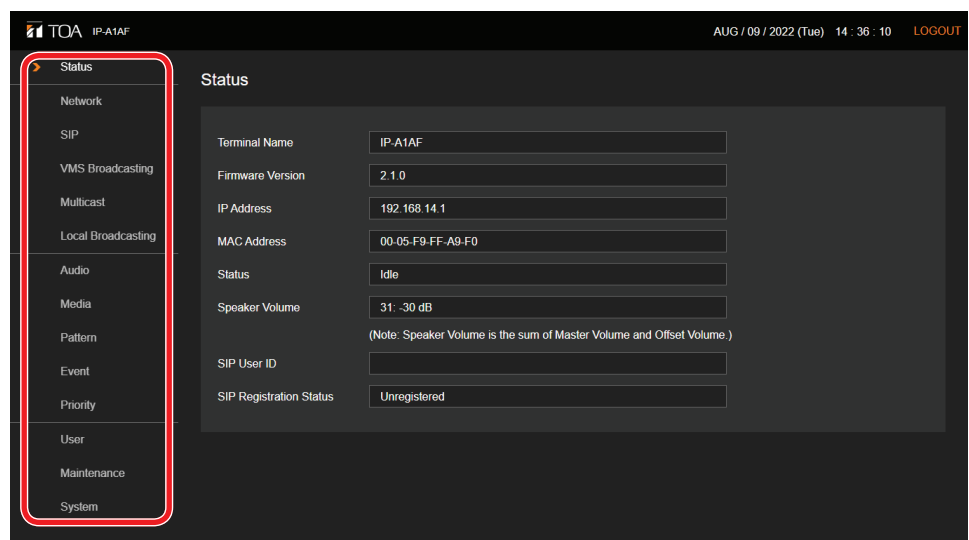 TOA IP-A1AF AUG / 09 / 2022 (Tue) 14 : 36 : 10 LOGOUT
Status
Network
SIP
VMS Broadcasting
Multicast
Local Broadcasting
Audio
Media
Pattern
Event
Priority
User
Maintenance
System
Status
Terminal Name IP-A1AF
Firmware Version 2.1.0
IP Address 192.168.14.1
MAC Address 00-05-F9-FF-A9-F0
Status Idle
Speaker Volume 31: -30 dB
(Note: Speaker Volume is the sum of Master Volume and Offset Volume.)
SIP User ID
SIP Registration Status Unregistered